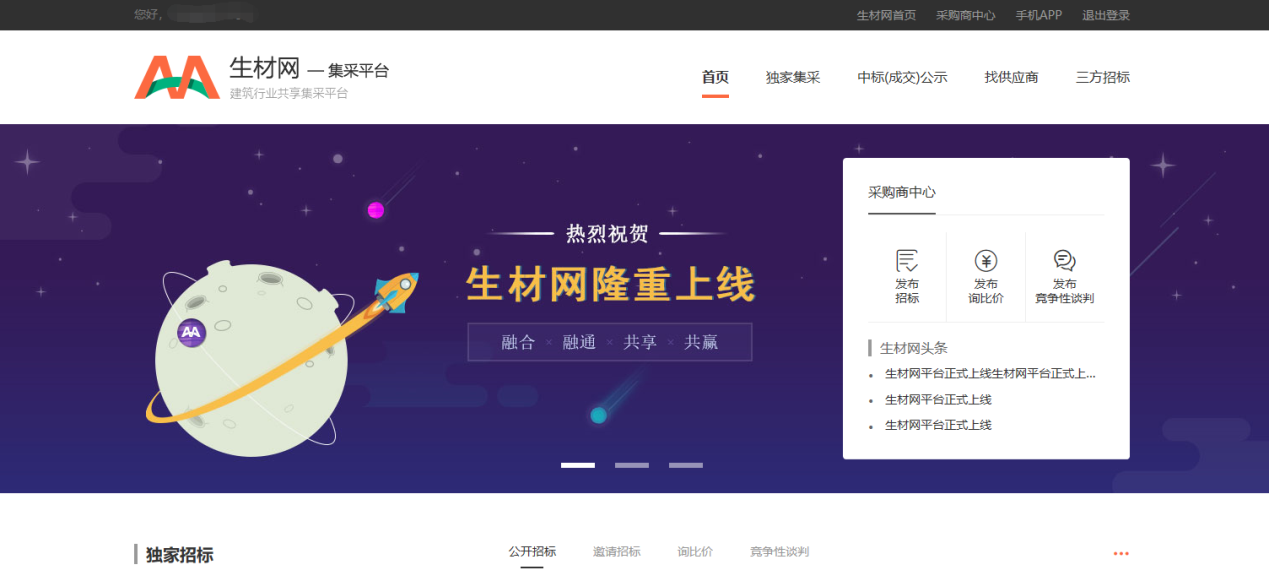 您好，
生材网首页 采购商中心 手机APP 退出登录
生材网 — 集采平台
建筑行业共享集采平台
首页 独家集采 中标(成交)公示 找供应商 三方招标
热烈祝贺
生材网隆重上线
融合 × 融通 × 共享 × 共赢
AA
采购商中心
发布 招标
发布 询比价
发布 竞争性谈判
生材网头条
生材网平台正式上线生材网平台正式上...
生材网平台正式上线
生材网平台正式上线
独家招标
公开招标 邀请招标 询比价 竞争性谈判